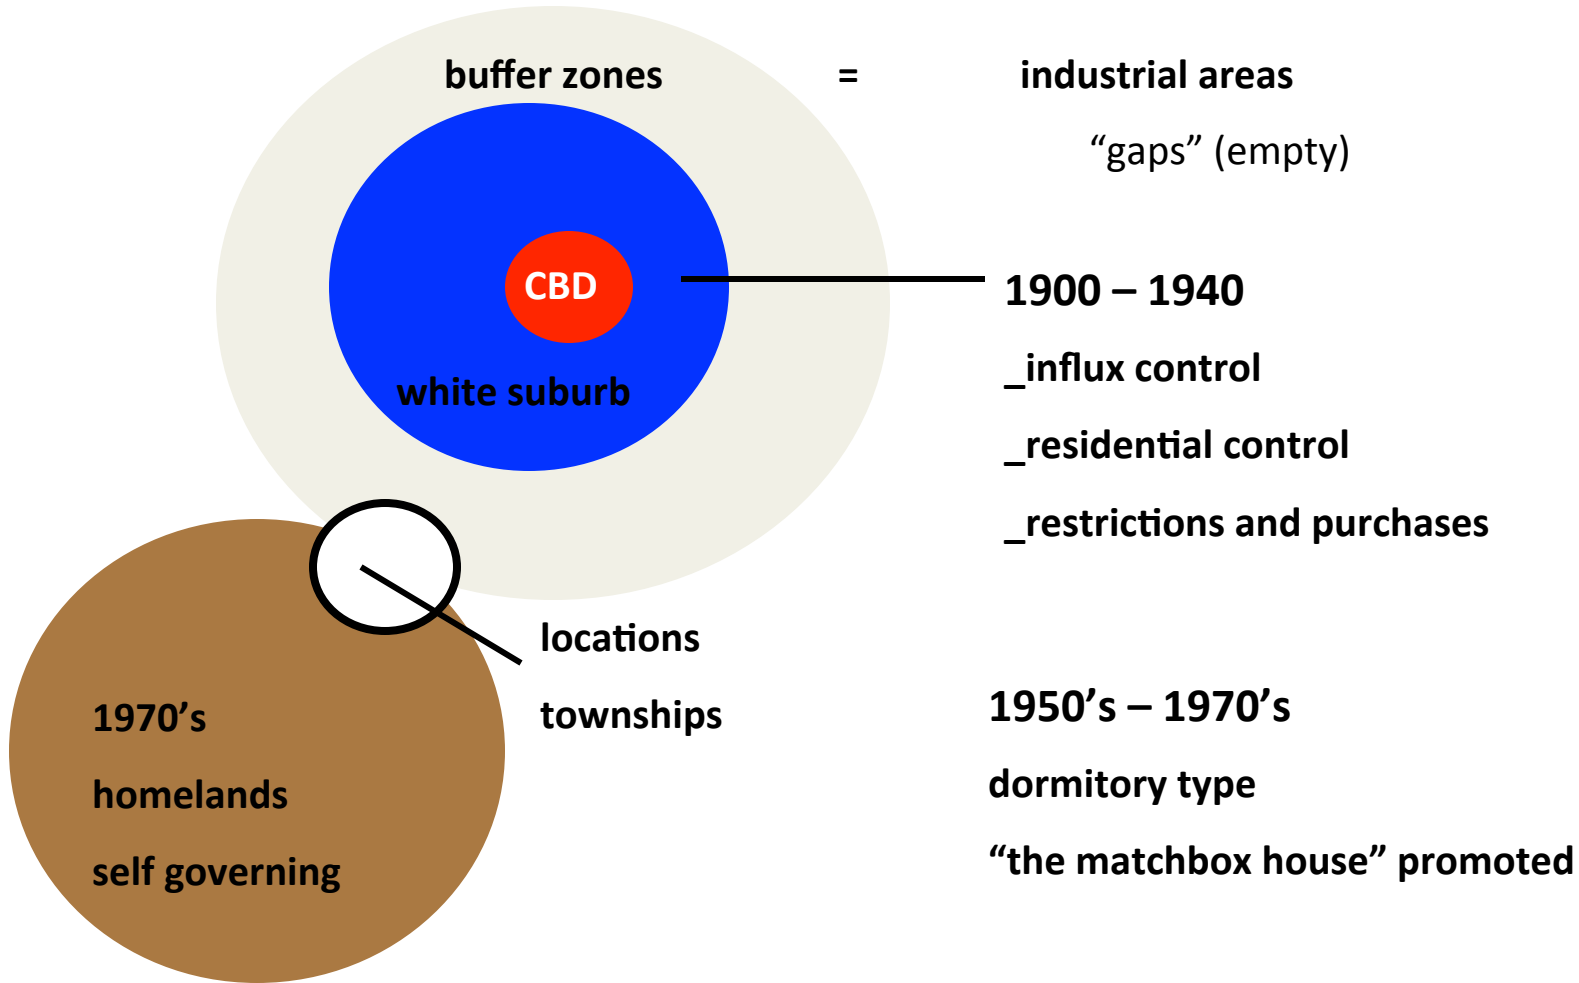 buffer zones = industrial areas
“gaps” (empty)
CBD
white suburb
1900 – 1940
_influx control
_residential control
_restrictions and purchases
locations
townships
1970’s
homelands
self governing
1950’s – 1970’s
dormitory type
“the matchbox house” promoted